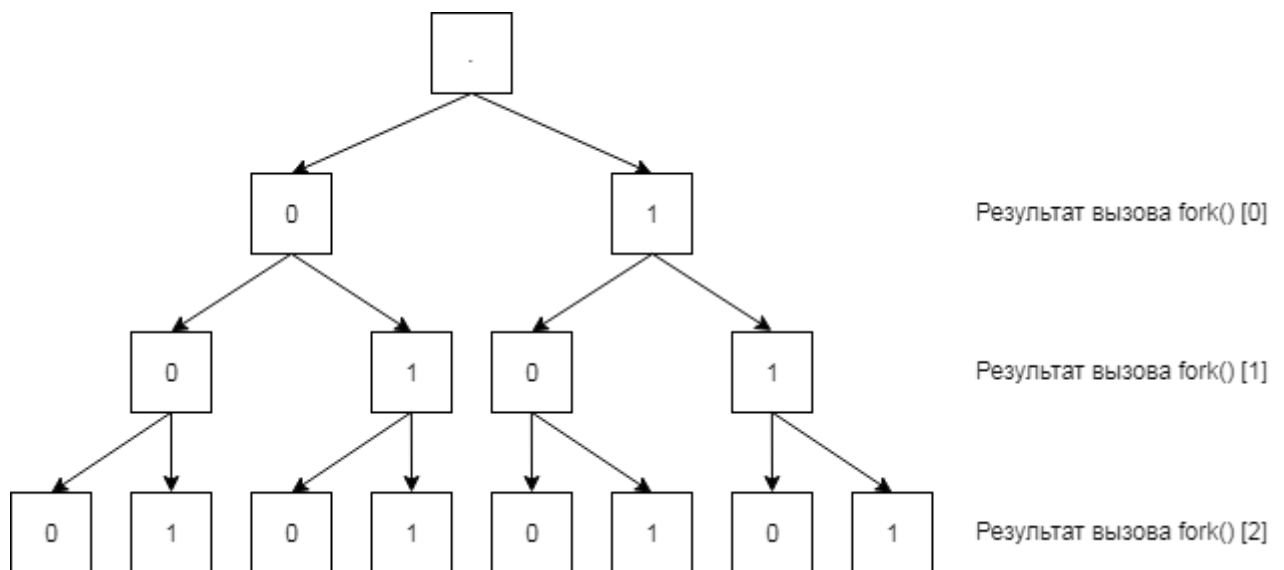 .
0 1 Результат вызова fork() [0]
0 1 0 1 Результат вызова fork() [1]
0 1 0 1 0 1 0 1 Результат вызова fork() [2]